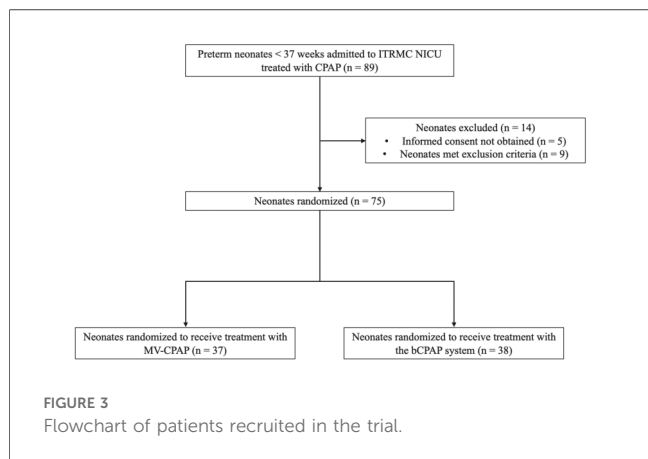 Preterm neonates < 37 weeks admitted to ITRMC NICU
treated with CPAP (n = 89)
Neonates excluded (n = 14)
• Informed consent not obtained (n = 5)
• Neonates met exclusion criteria (n = 9)
Neonates randomized (n = 75)
Neonates randomized to receive treatment with
MV-CPAP (n = 37)
Neonates randomized to receive treatment with
the bCPAP system (n = 38)
FIGURE 3
Flowchart of patients recruited in the trial.